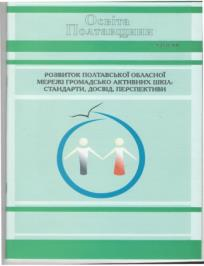 Освіта
Полтавщини
РОЗВИТОК ПОЛТАВСЬКОЇ ОБЛАСНОЇ
МЕРЕЖІ ГРОМАДСЬКО АКТИВНИХ ШКІЛ:
СТАНДАРТИ, ДОСВІД, ПЕРСПЕКТИВИ